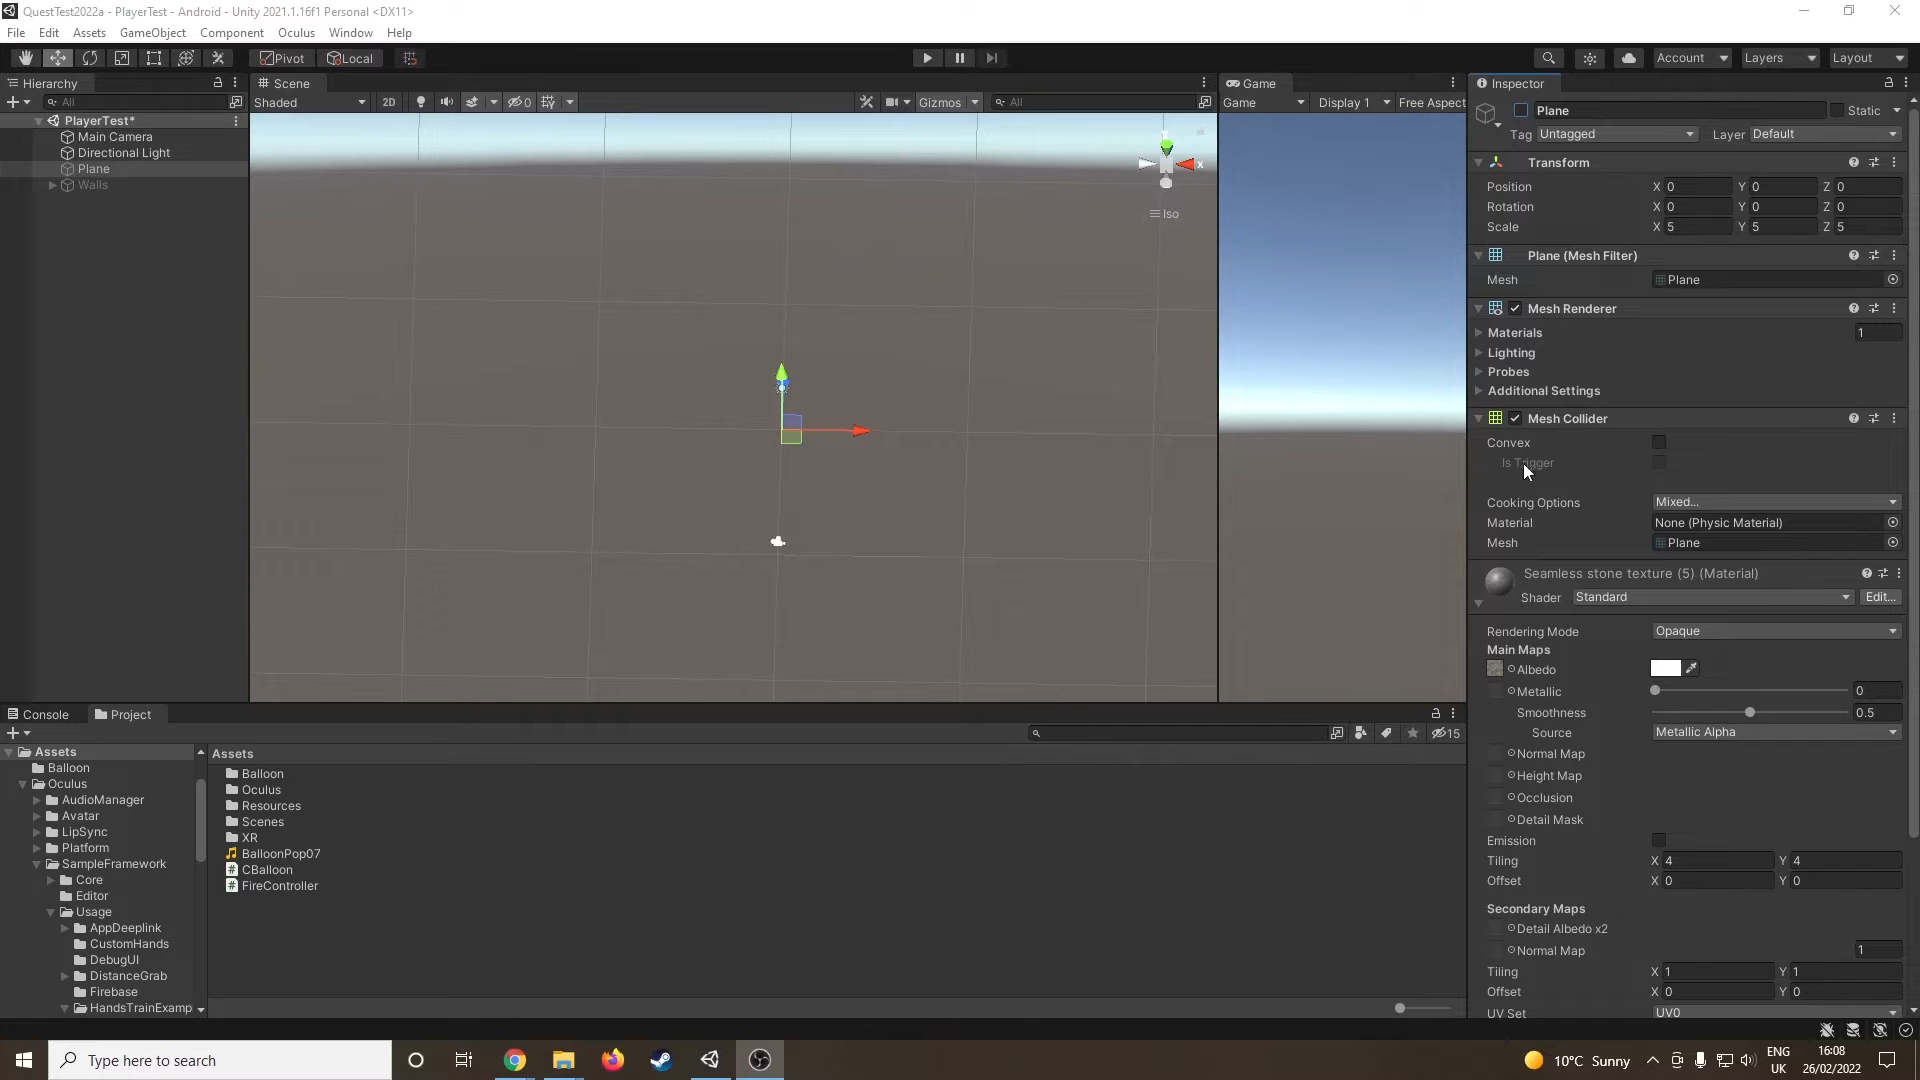 QuestTest2022a - PlayerTest - Android - Unity 2021.1.16f1 Personal <DX11>
File Edit Assets GameObject Component Oculus Window Help
Pivot Local Account Layers Layout
Hierarchy
All
PlayerTest*
Main Camera
Directional Light
Plane
Walls
Scene
Shaded 2D 0 Gizmos All
x
Iso
Game
Game Display 1 Free Aspect
Inspector
Plane Static
Tag Untagged Layer Default
Transform
Position X 0 Y 0 Z 0
Rotation X 0 Y 0 Z 0
Scale X 5 Y 5 Z 5
Plane (Mesh Filter)
Mesh Plane
Mesh Renderer
Materials 1
Lighting
Probes
Additional Settings
Mesh Collider
Convex
Is Trigger
Cooking Options Mixed...
Material None (Physic Material)
Mesh Plane
Seamless stone texture (5) (Material)
Shader Standard Edit...
Rendering Mode Opaque
Main Maps
Albedo
Metallic 0
Smoothness 0.5
Source Metallic Alpha
Normal Map
Height Map
Occlusion
Detail Mask
Emission
Tiling X 4 Y 4
Offset X 0 Y 0
Secondary Maps
Detail Albedo x2
Normal Map 1
Tiling X 1 Y 1
Offset X 0 Y 0
UV Set UV0
Console Project
15
Assets
Balloon
Oculus
AudioManager
Avatar
LipSync
Platform
SampleFramework
Core
Editor
Usage
AppDeeplink
CustomHands
DebugUI
DistanceGrab
Firebase
HandsTrainExamp
Assets
Balloon
Oculus
Resources
Scenes
XR
BalloonPop07
CBalloon
FireController
Type here to search
10°C Sunny
ENG
UK
16:08
26/02/2022